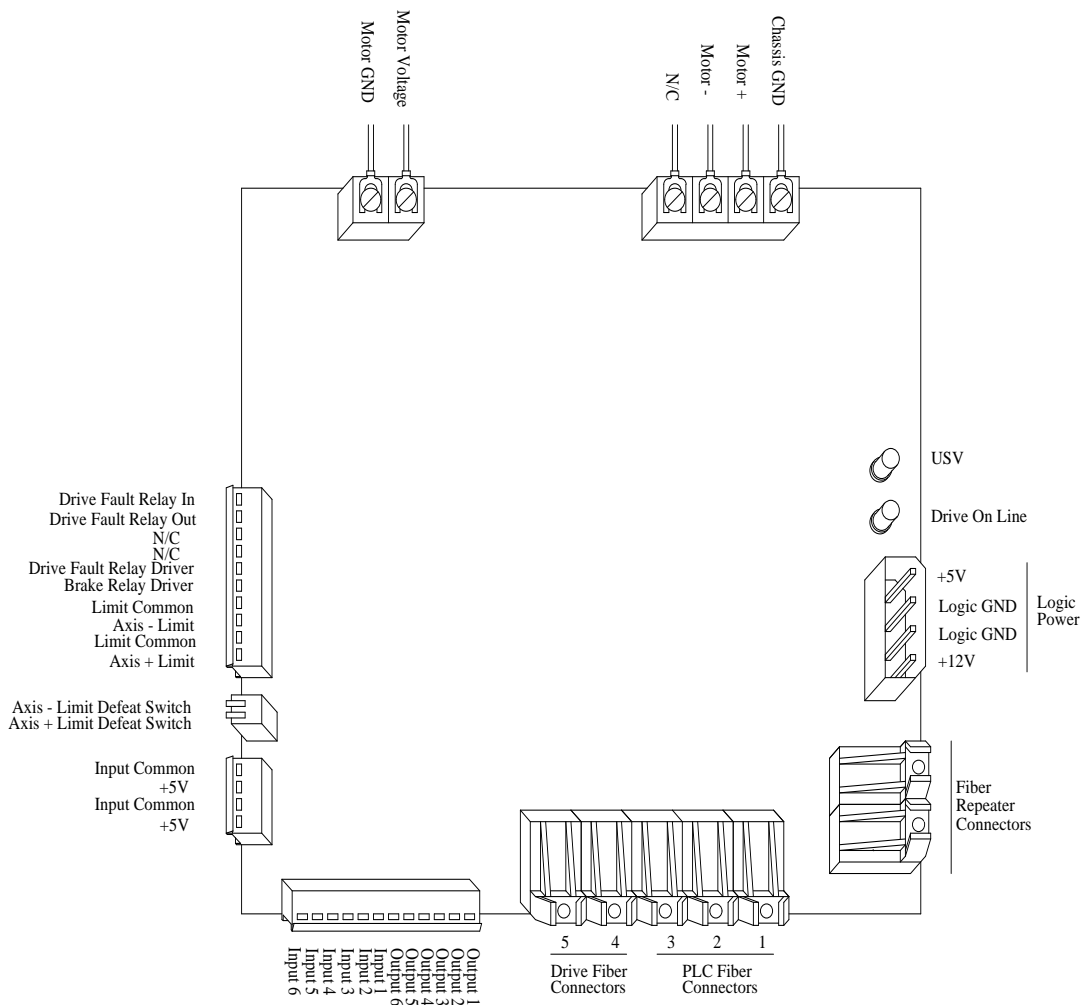 Motor GND
Motor Voltage
N/C
Motor -
Motor +
Chassis GND
USV
Drive On Line
Drive Fault Relay In
Drive Fault Relay Out
N/C
N/C
Drive Fault Relay Driver
Brake Relay Driver
Limit Common
Axis - Limit
Limit Common
Axis + Limit
+5V
Logic GND
Logic GND
+12V
Logic
Power
Axis - Limit Defeat Switch
Axis + Limit Defeat Switch
Input Common
+5V
Input Common
+5V
Fiber
Repeater
Connectors
Input 6
Input 5
Input 4
Input 3
Input 2
Input 1
Output 6
Output 5
Output 4
Output 3
Output 2
Output 1
5
4
3
2
1
Drive Fiber
Connectors
PLC Fiber
Connectors